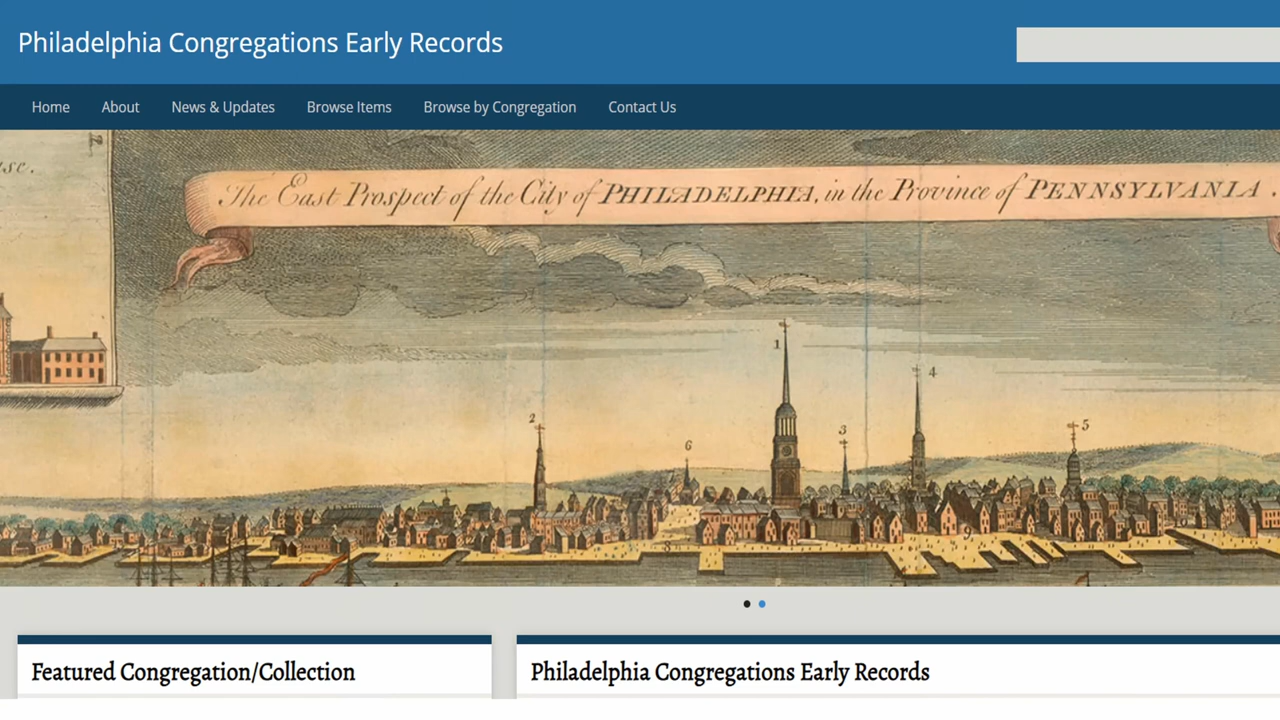 Philadelphia Congregations Early Records
Home About News & Updates Browse Items Browse by Congregation Contact Us
The East Prospect of the City of PHILADELPHIA, in the Province of PENNSYLVANIA.
1
4
2
3
5
6
9
8
Featured Congregation/Collection
Philadelphia Congregations Early Records